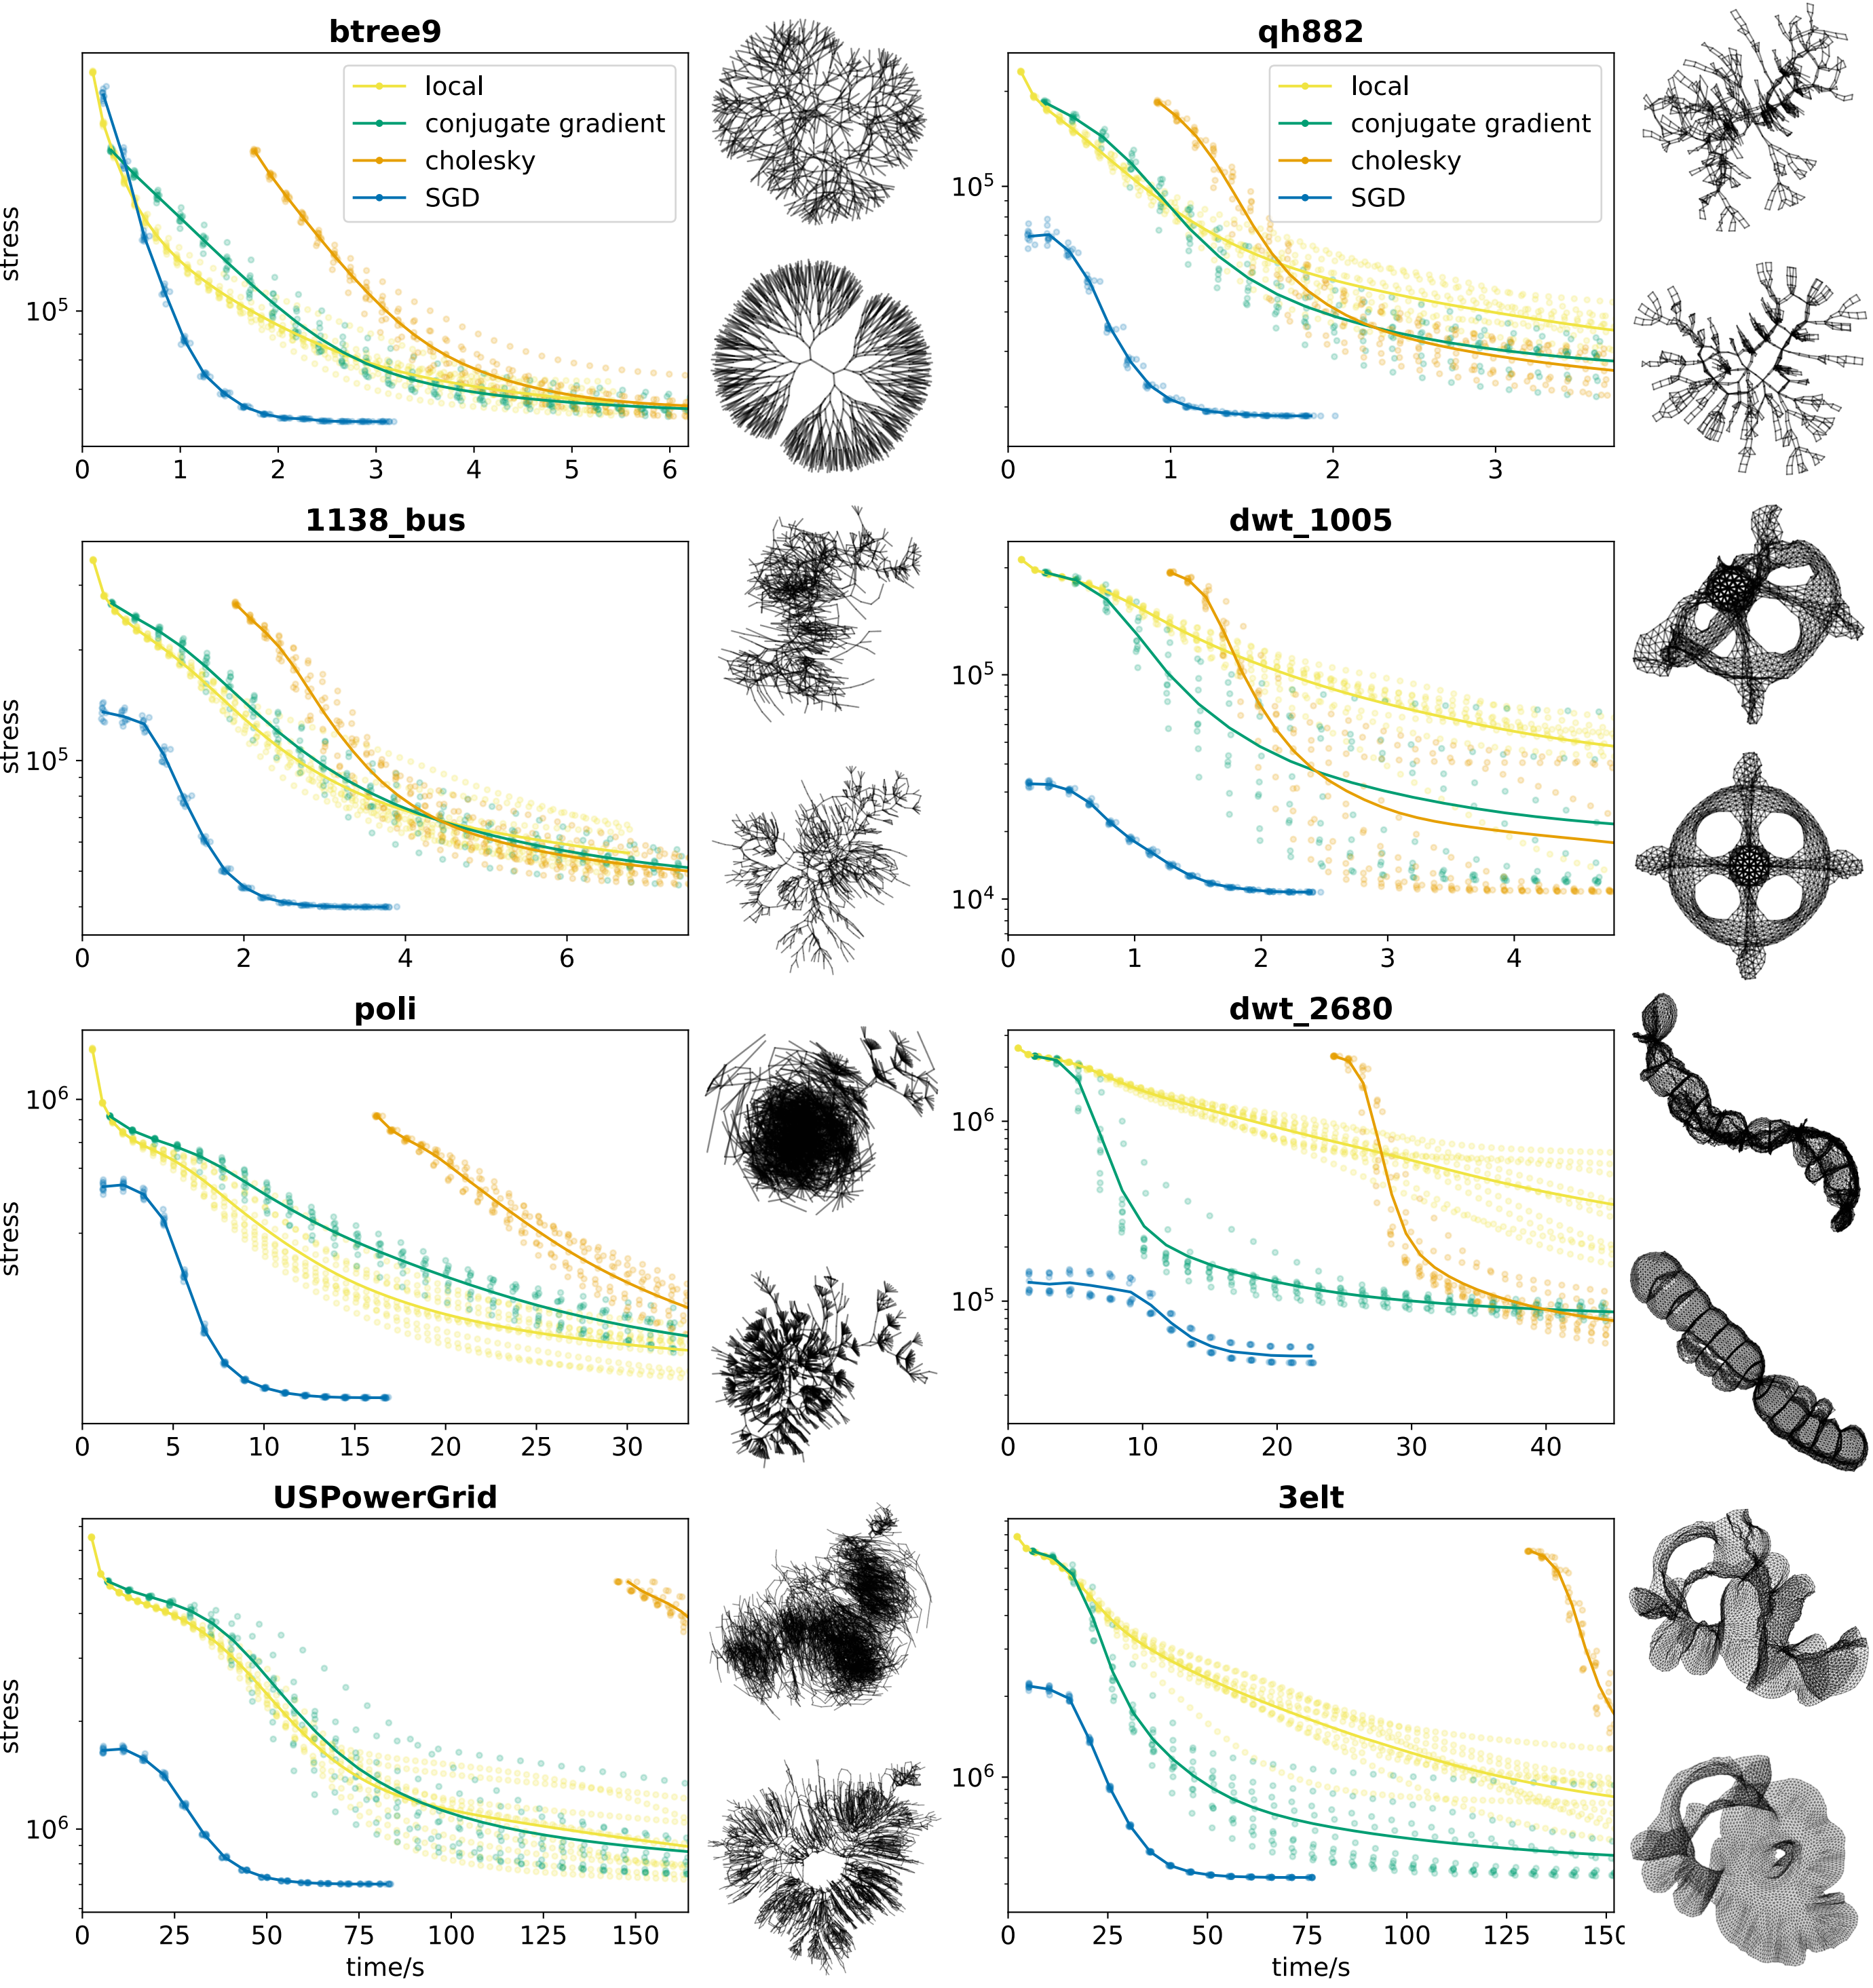 btree9
local
conjugate gradient
cholesky
SGD
stress
10^5
0 1 2 3 4 5 6
qh882
local
conjugate gradient
cholesky
SGD
10^5
0 1 2 3
1138_bus
stress
10^5
0 2 4 6
dwt_1005
10^5
10^4
0 1 2 3 4
poli
stress
10^6
0 5 10 15 20 25 30
dwt_2680
10^6
10^5
0 10 20 30 40
USPowerGrid
stress
10^6
0 25 50 75 100 125 150
time/s
3elt
10^6
0 25 50 75 100 125 150
time/s